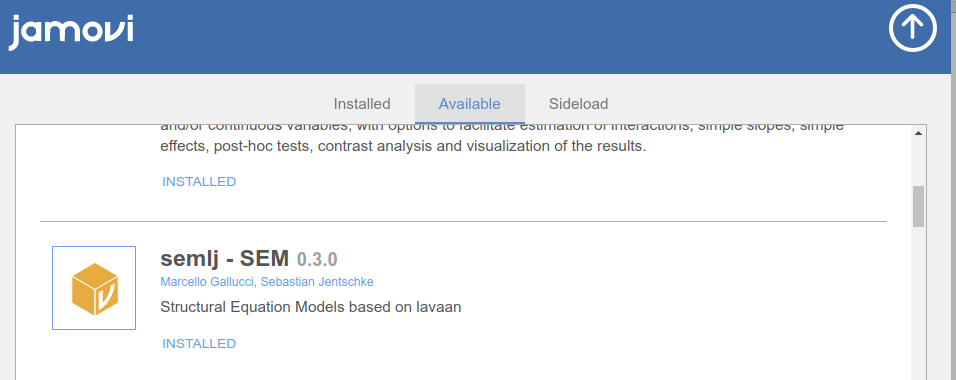 jamovi
Installed Available Sideload
and/or continuous variables, with options to facilitate estimation of interactions, simple slopes, simple
effects, post-hoc tests, contrast analysis and visualization of the results.
INSTALLED
semlj - SEM 0.3.0
Marcello Gallucci, Sebastian Jentschke
Structural Equation Models based on lavaan
INSTALLED